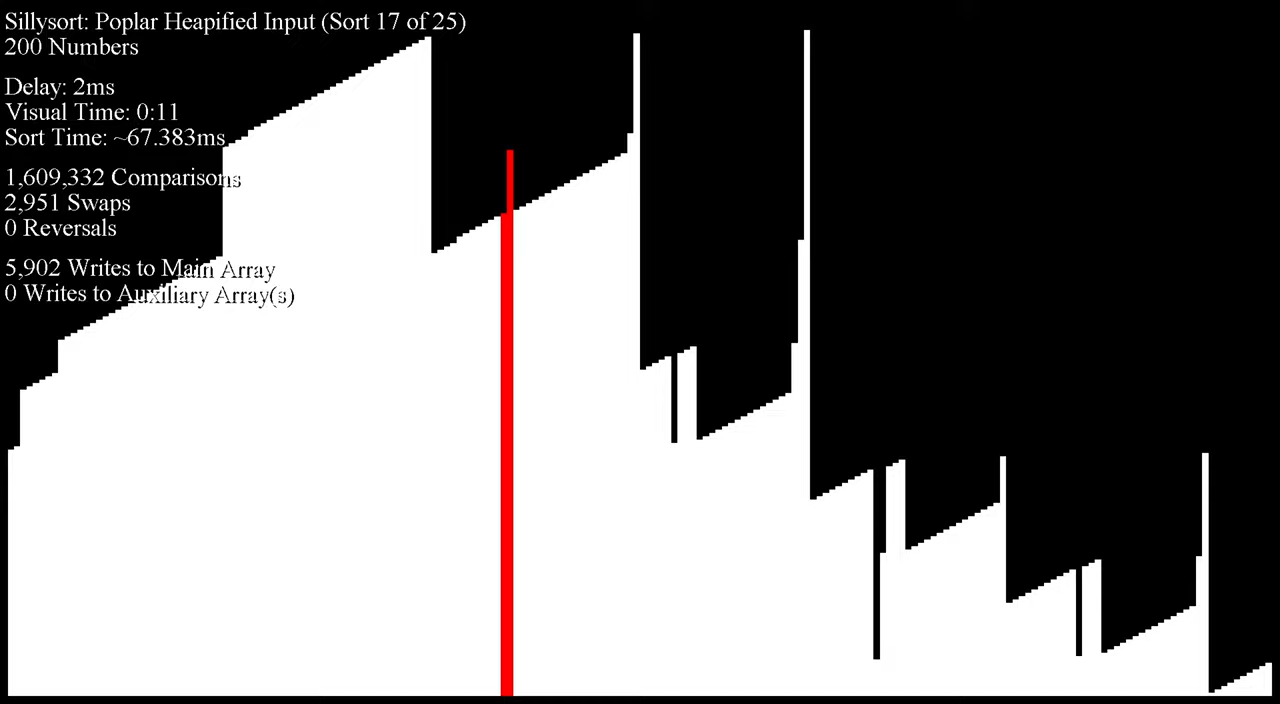 Sillysort: Poplar Heapified Input (Sort 17 of 25)
200 Numbers
Delay: 2ms
Visual Time: 0:11
Sort Time: ~67.383ms
1,609,332 Comparisons
2,951 Swaps
0 Reversals
5,902 Writes to Main Array
0 Writes to Auxiliary Array(s)